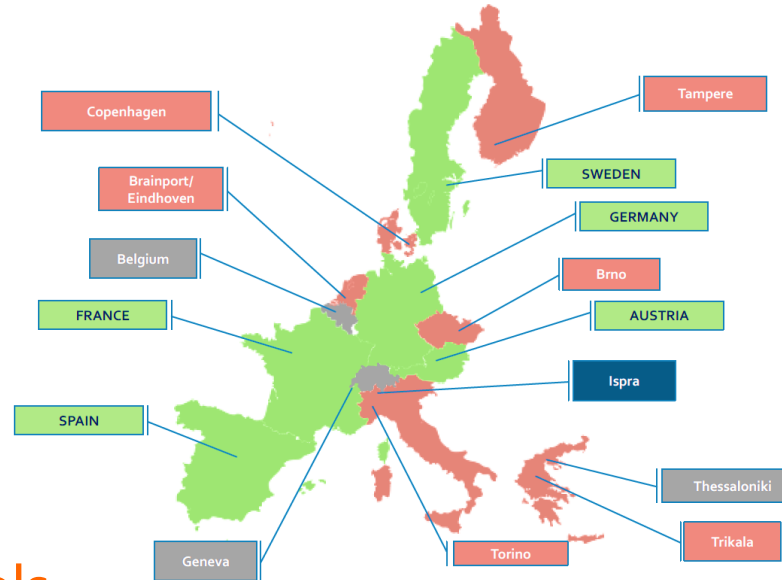 Copenhagen
Tampere
Brainport/
Eindhoven
SWEDEN
GERMANY
Belgium
Brno
FRANCE
AUSTRIA
Ispra
SPAIN
Thessaloniki
Trikala
Torino
Geneva